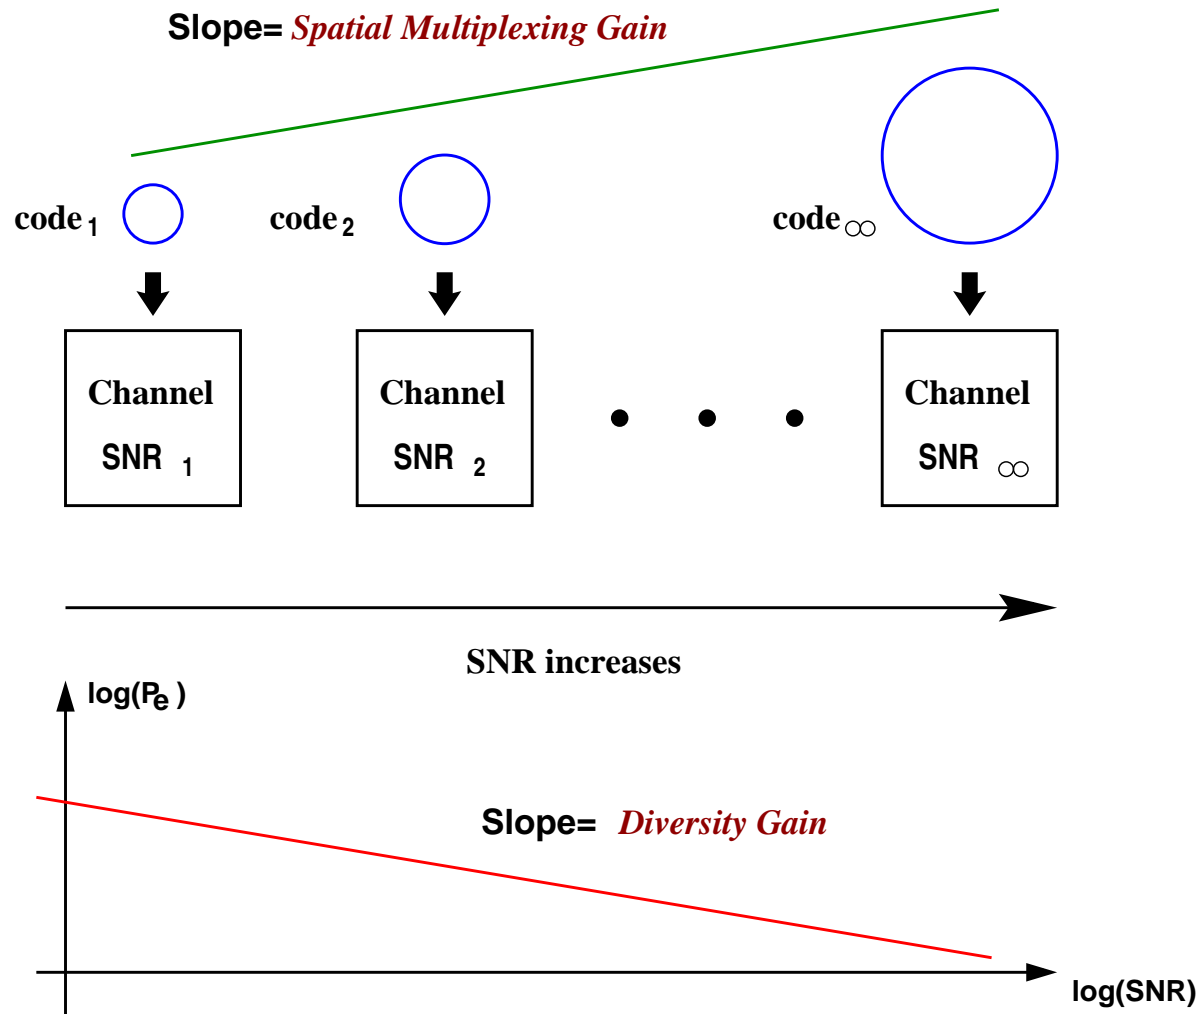 Slope= Spatial Multiplexing Gain
code 1
code 2
code ∞
Channel
SNR 1
Channel
SNR 2
Channel
SNR ∞
SNR increases
log(Pe )
Slope= Diversity Gain
log(SNR)